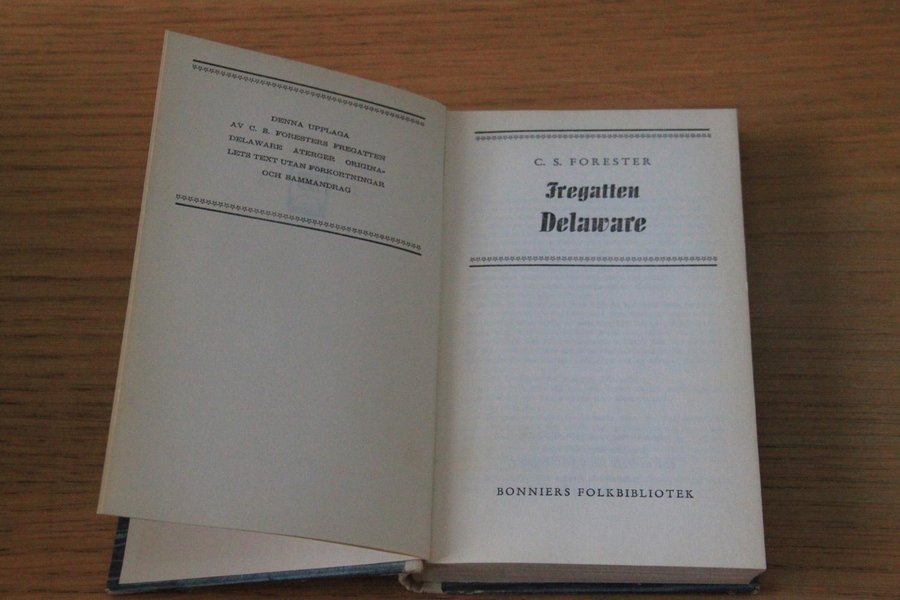 DENNA UPPLAGA
AV C. S. FORESTERS FREGATTEN
DELAWARE ÅTERGER ORIGINA-
LETS TEXT UTAN FÖRKORTNINGAR
OCH SAMMANDRAG
C. S. FORESTER
Fregatten
Delaware
BONNIERS FOLKBIBLIOTEK